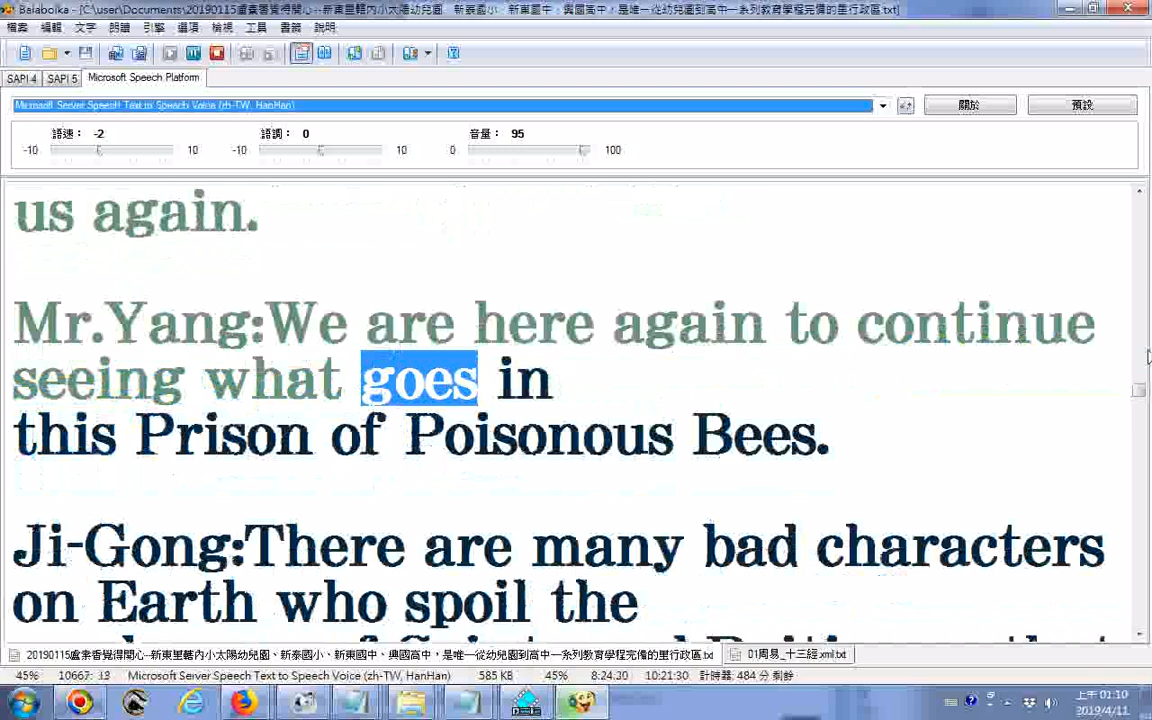 Balabolka - [C:\user\Documents\20190115盧秉香覺得開心--新東里轄內小太陽幼兒園、新泰國小、新東國中、興國高中，是唯一從幼兒園到高中一系列教育學程完備的里行政區.txt]
檔案 編輯 文字 朗讀 引擎 選項 檢視 工具 書籤 說明
SAPI 4 SAPI 5 Microsoft Speech Platform
Microsoft Server Speech Text to Speech Voice (zh-TW, HanHan) 關於 預設
語速： -2 語調： 0 音量： 95
-10 10 -10 10 0 100
us again.
Mr.Yang:We are here again to continue
seeing what goes in
this Prison of Poisonous Bees.
Ji-Gong:There are many bad characters
on Earth who spoil the
20190115盧秉香覺得開心--新東里轄內小太陽幼兒園、新泰國小、新東國中、興國高中，是唯一從幼兒園到高中一系列教育學程完備的里行政區.txt 01周易_十三經.xml.txt
45% 10667: 13 Microsoft Server Speech Text to Speech Voice (zh-TW, HanHan) 585 KB 45% 8:24.30 10:21:30 計時器: 484 分 剩餘
上午 01:10
2019/4/11